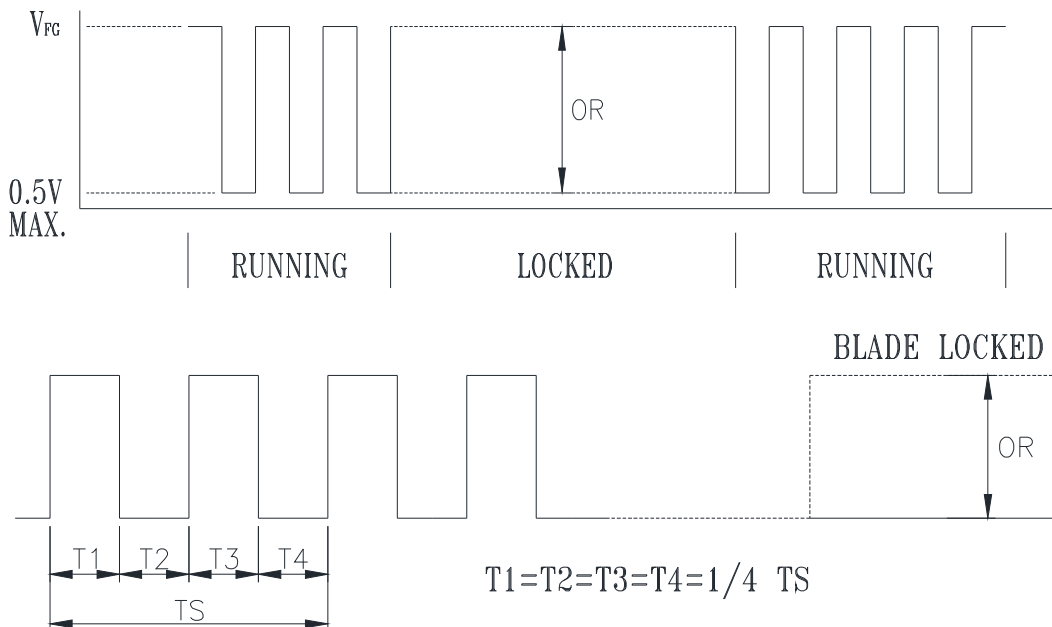 VFG
OR
0.5V
MAX.
RUNNING LOCKED RUNNING
BLADE LOCKED
OR
T1 T2 T3 T4
T1=T2=T3=T4=1/4 TS
TS